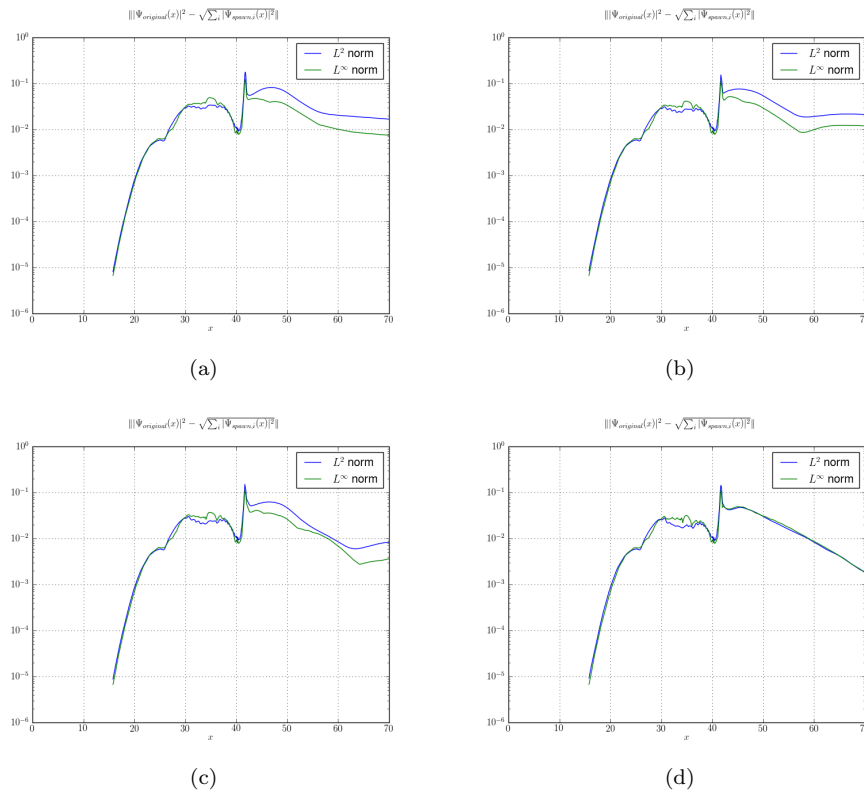 ‖||Ψ_original(x)|² − √∑_i |Ψ_spawn,i(x)|²‖
L² norm
L^∞ norm
10⁰
10⁻¹
10⁻²
10⁻³
10⁻⁴
10⁻⁵
10⁻⁶
0 10 20 30 40 50 60 70
x
(a)
‖||Ψ_original(x)|² − √∑_i |Ψ_spawn,i(x)|²‖
L² norm
L^∞ norm
10⁰
10⁻¹
10⁻²
10⁻³
10⁻⁴
10⁻⁵
10⁻⁶
0 10 20 30 40 50 60 70
x
(b)
‖||Ψ_original(x)|² − √∑_i |Ψ_spawn,i(x)|²‖
L² norm
L^∞ norm
10⁰
10⁻¹
10⁻²
10⁻³
10⁻⁴
10⁻⁵
10⁻⁶
0 10 20 30 40 50 60 70
x
(c)
‖||Ψ_original(x)|² − √∑_i |Ψ_spawn,i(x)|²‖
L² norm
L^∞ norm
10⁰
10⁻¹
10⁻²
10⁻³
10⁻⁴
10⁻⁵
10⁻⁶
0 10 20 30 40 50 60 70
x
(d)